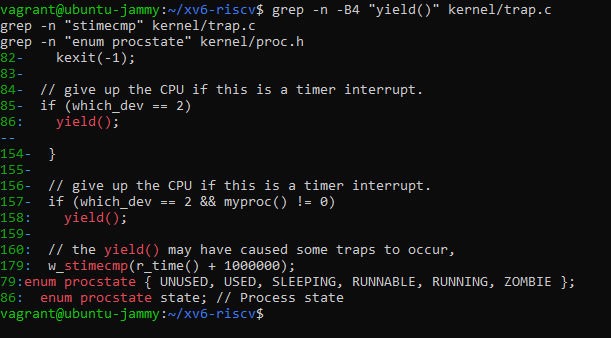 vagrant@ubuntu-jammy:~/xv6-riscv$ grep -n -B4 "yield()" kernel/trap.c
grep -n "stimecmp" kernel/trap.c
grep -n "enum procstate" kernel/proc.h
82-    kexit(-1);
83-
84-  // give up the CPU if this is a timer interrupt.
85-  if (which_dev == 2)
86:    yield();
--
154-  }
155-
156-  // give up the CPU if this is a timer interrupt.
157-  if (which_dev == 2 && myproc() != 0)
158:    yield();
159-
160:  // the yield() may have caused some traps to occur,
179:  w_stimecmp(r_time() + 1000000);
79:enum procstate { UNUSED, USED, SLEEPING, RUNNABLE, RUNNING, ZOMBIE };
86:  enum procstate state; // Process state
vagrant@ubuntu-jammy:~/xv6-riscv$